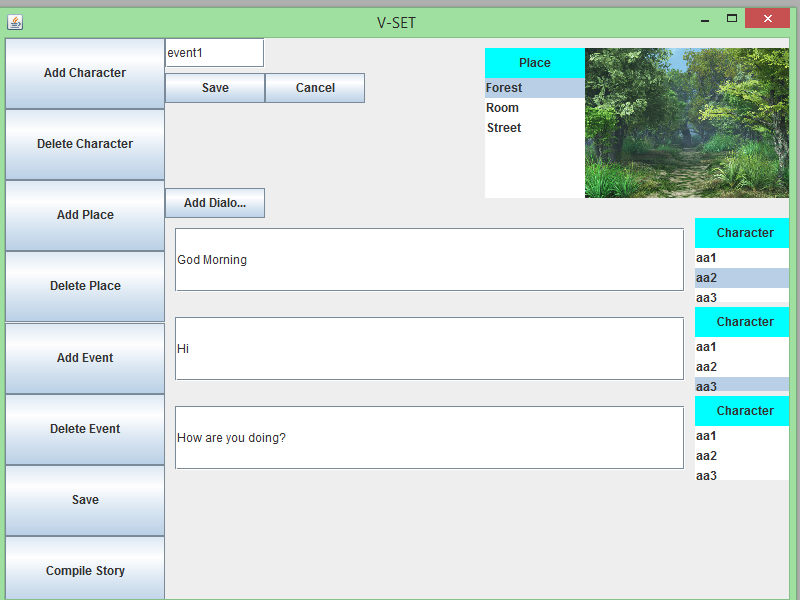 V-SET
Add Character
Delete Character
Add Place
Delete Place
Add Event
Delete Event
Save
Compile Story
event1
Save
Cancel
Place
Forest
Room
Street
Add Dialo...
God Morning
Character
aa1
aa2
aa3
Hi
Character
aa1
aa2
aa3
How are you doing?
Character
aa1
aa2
aa3